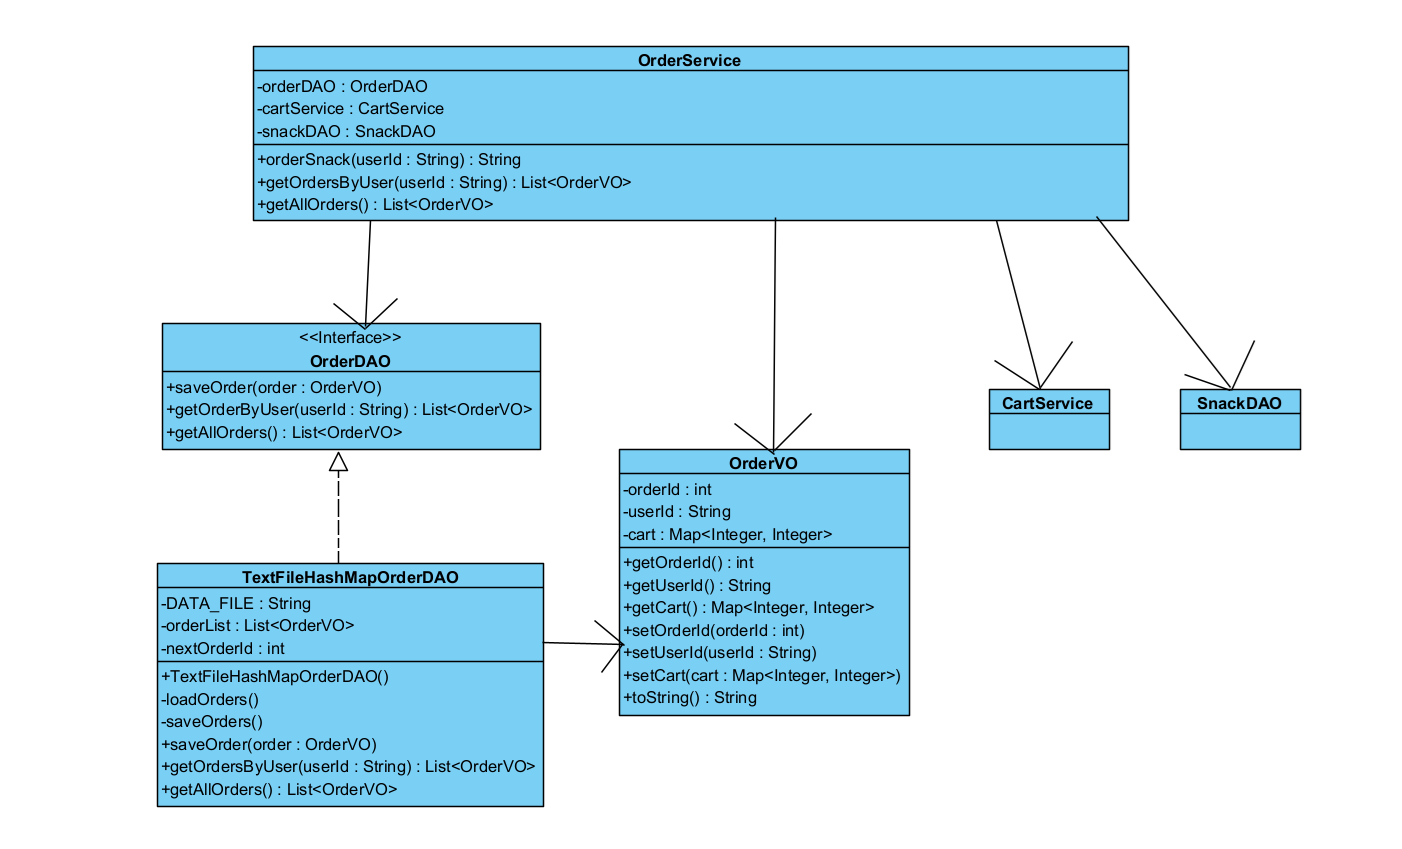 OrderService
-orderDAO : OrderDAO
-cartService : CartService
-snackDAO : SnackDAO
+orderSnack(userId : String) : String
+getOrdersByUser(userId : String) : List<OrderVO>
+getAllOrders() : List<OrderVO>
<<Interface>>
OrderDAO
+saveOrder(order : OrderVO)
+getOrderByUser(userId : String) : List<OrderVO>
+getAllOrders() : List<OrderVO>
CartService
SnackDAO
OrderVO
-orderId : int
-userId : String
-cart : Map<Integer, Integer>
+getOrderId() : int
+getUserId() : String
+getCart() : Map<Integer, Integer>
+setOrderId(orderId : int)
+setUserId(userId : String)
+setCart(cart : Map<Integer, Integer>)
+toString() : String
TextFileHashMapOrderDAO
-DATA_FILE : String
-orderList : List<OrderVO>
-nextOrderId : int
+TextFileHashMapOrderDAO()
-loadOrders()
-saveOrders()
+saveOrder(order : OrderVO)
+getOrdersByUser(userId : String) : List<OrderVO>
+getAllOrders() : List<OrderVO>